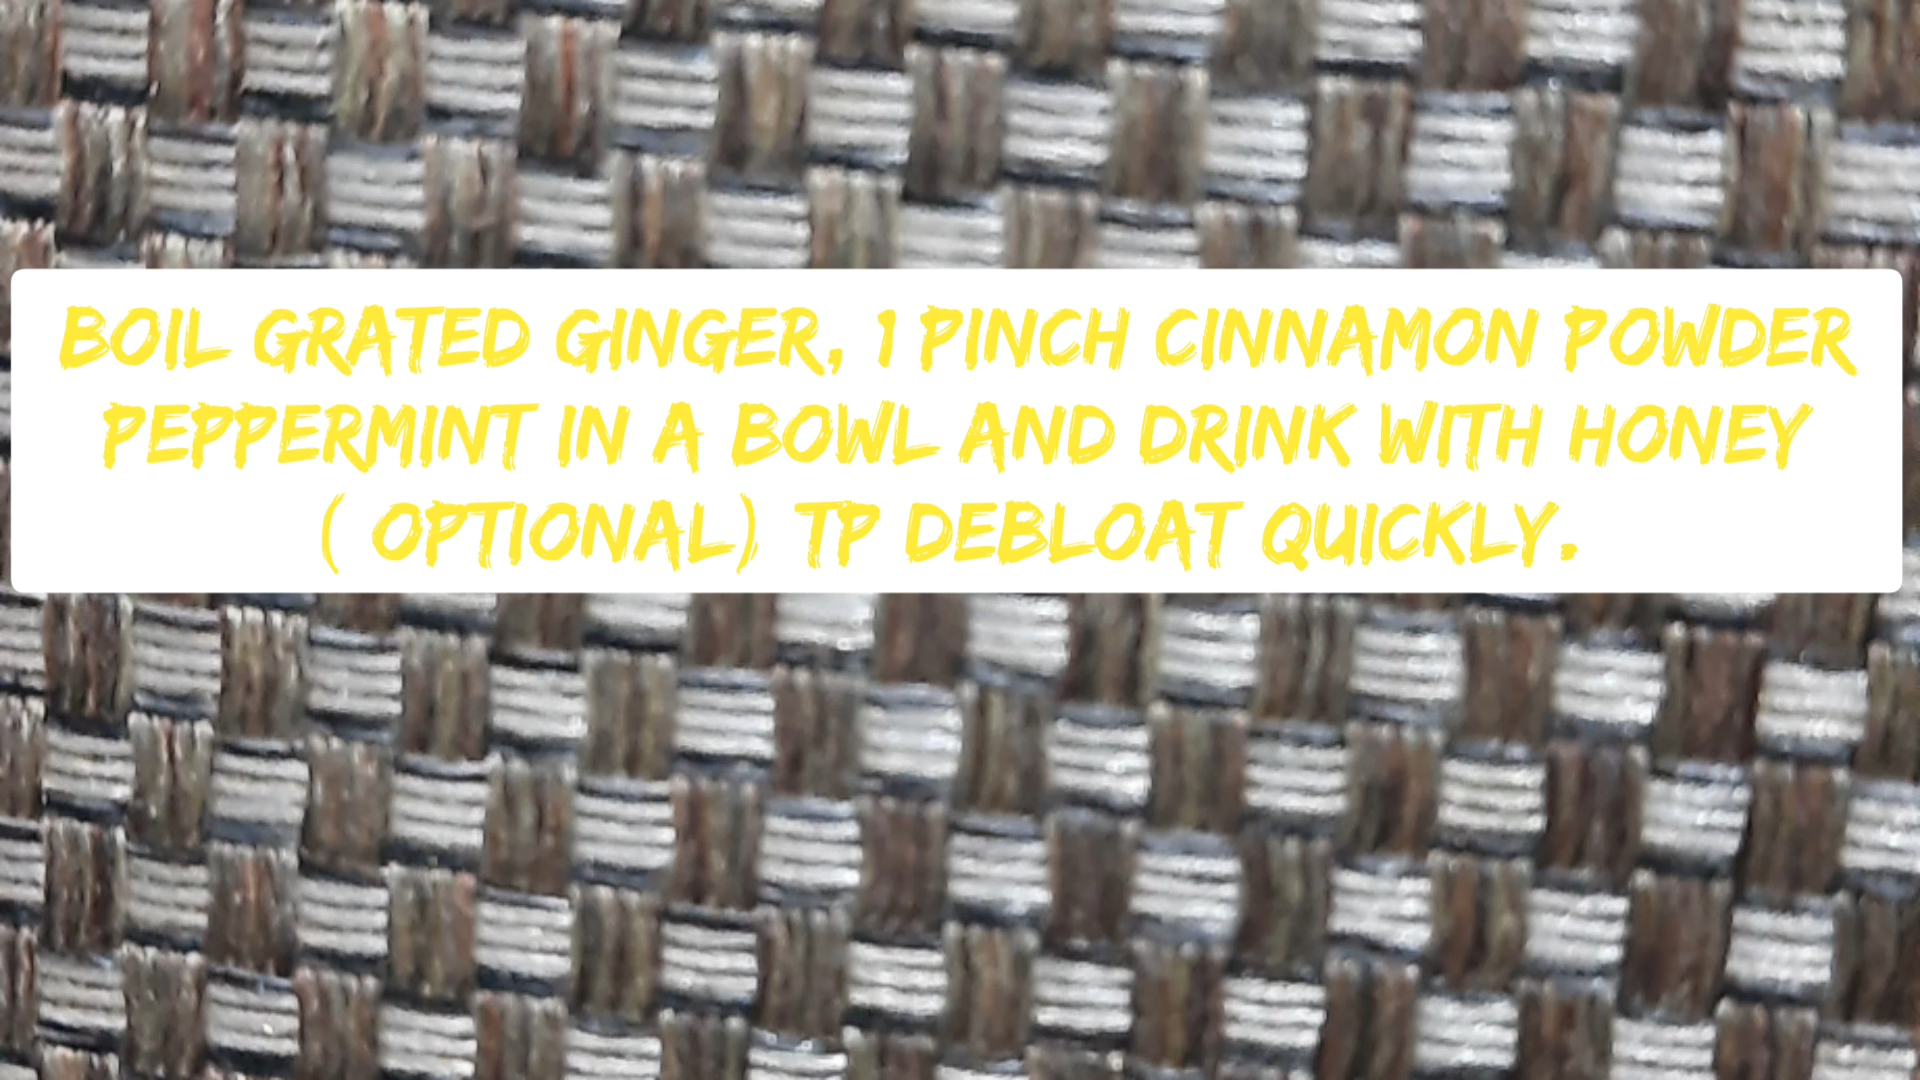 BOIL GRATED GINGER, 1 PINCH CINNAMON POWDER
PEPPERMINT IN A BOWL AND DRINK WITH HONEY
( OPTIONAL) TP DEBLOAT QUICKLY.